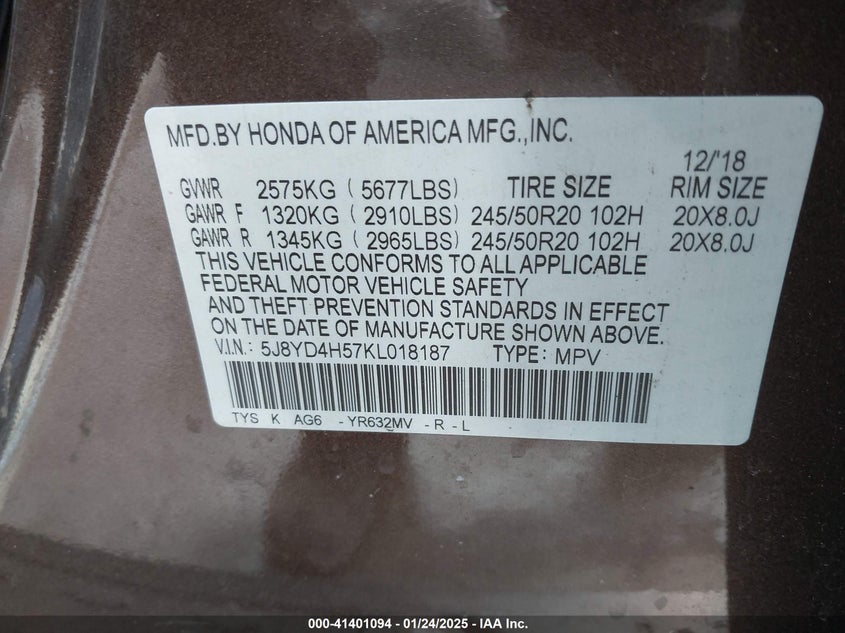 MFD.BY HONDA OF AMERICA MFG.,INC.
12/'18
GVWR 2575KG ( 5677LBS) TIRE SIZE RIM SIZE
GAWR F 1320KG ( 2910LBS) 245/50R20 102H 20X8.0J
GAWR R 1345KG ( 2965LBS) 245/50R20 102H 20X8.0J
THIS VEHICLE CONFORMS TO ALL APPLICABLE
FEDERAL MOTOR VEHICLE SAFETY
AND THEFT PREVENTION STANDARDS IN EFFECT
ON THE DATE OF MANUFACTURE SHOWN ABOVE.
V.I.N.: 5J8YD4H57KL018187 TYPE: MPV
TYS K AG6 - YR632MV - R - L
000-41401094 - 01/24/2025 - IAA Inc.